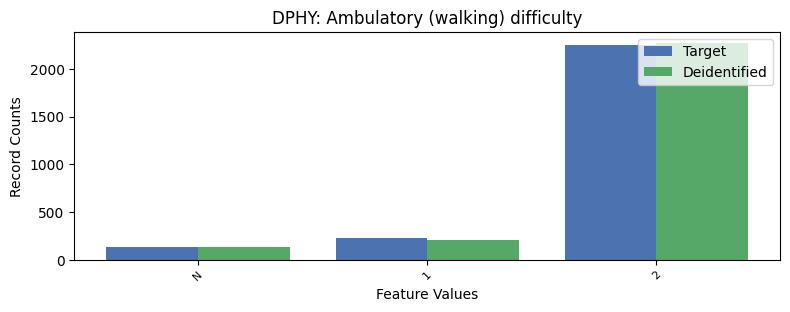 DPHY: Ambulatory (walking) difficulty
Target
Deidentified
Record Counts
2000
1500
1000
500
0
N
1
2
Feature Values